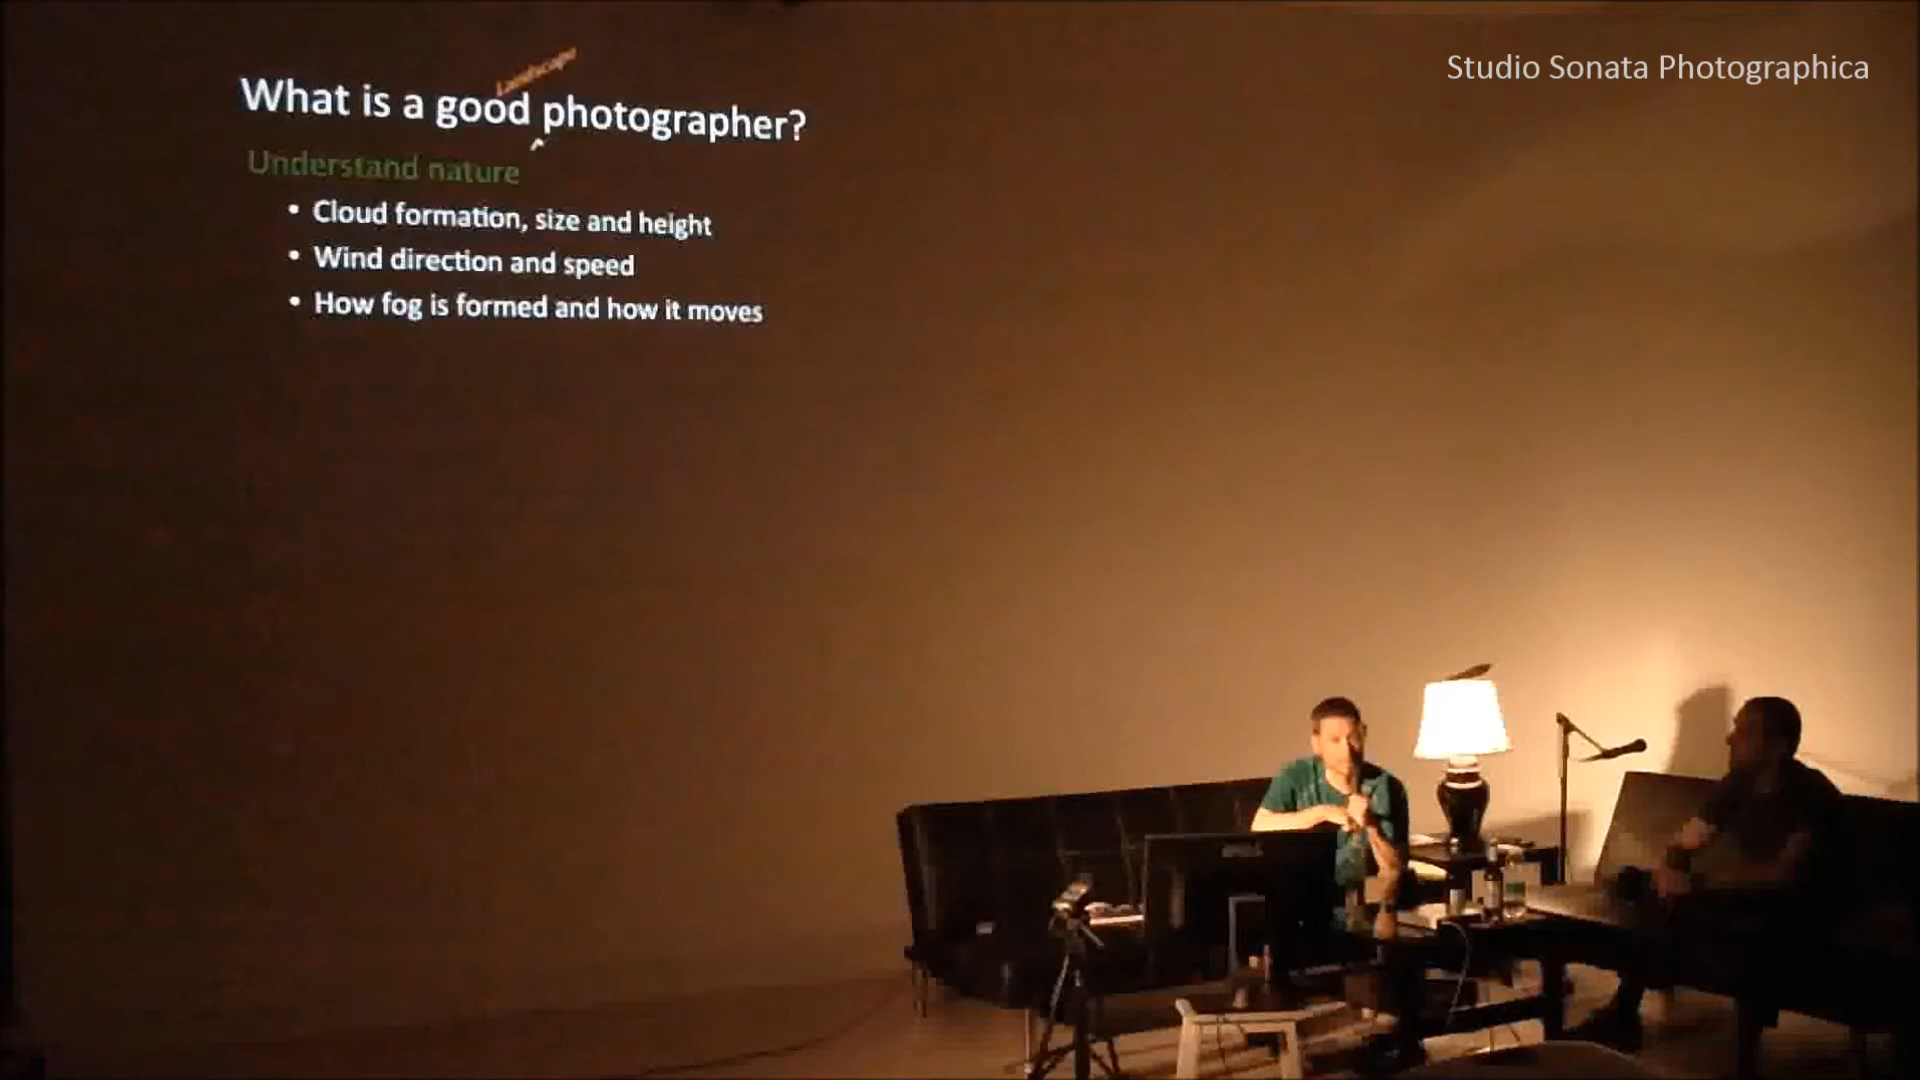 Studio Sonata Photographica
Landscape
What is a good photographer?
^
Understand nature
• Cloud formation, size and height
• Wind direction and speed
• How fog is formed and how it moves